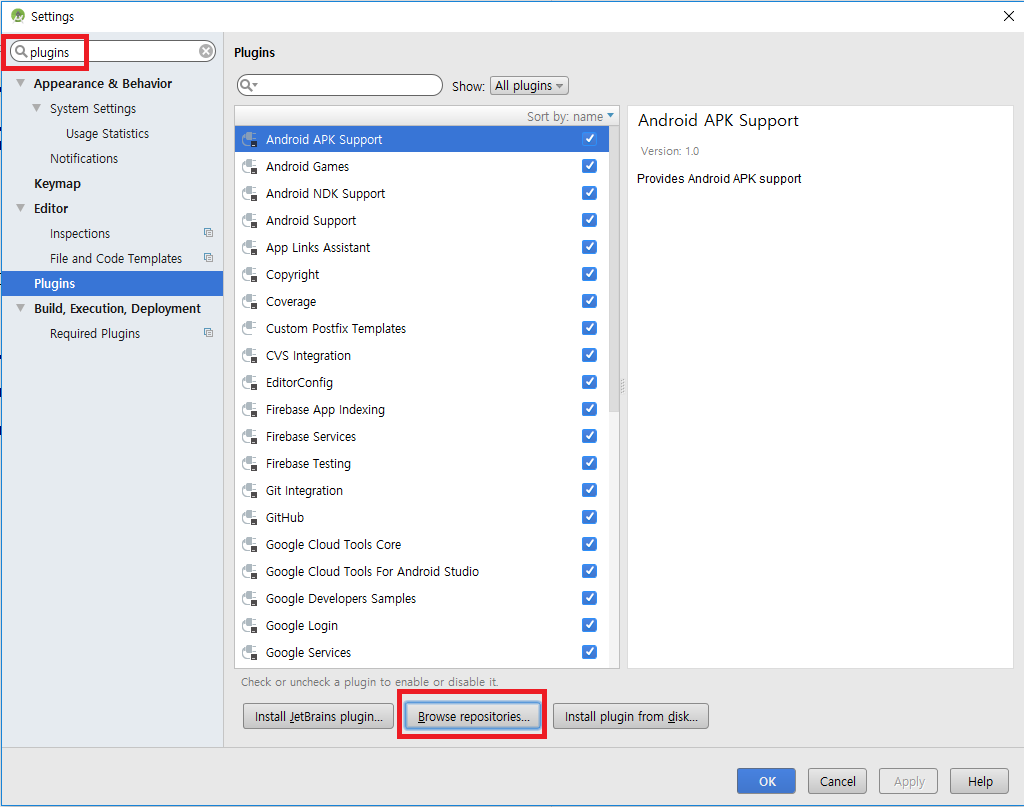 Settings
plugins
Appearance & Behavior
System Settings
Usage Statistics
Notifications
Keymap
Editor
Inspections
File and Code Templates
Plugins
Build, Execution, Deployment
Required Plugins
Plugins
Show: All plugins
Sort by: name
Android APK Support
Android Games
Android NDK Support
Android Support
App Links Assistant
Copyright
Coverage
Custom Postfix Templates
CVS Integration
EditorConfig
Firebase App Indexing
Firebase Services
Firebase Testing
Git Integration
GitHub
Google Cloud Tools Core
Google Cloud Tools For Android Studio
Google Developers Samples
Google Login
Google Services
Check or uncheck a plugin to enable or disable it.
Install JetBrains plugin...
Browse repositories...
Install plugin from disk...
Android APK Support
Version: 1.0
Provides Android APK support
OK
Cancel
Apply
Help